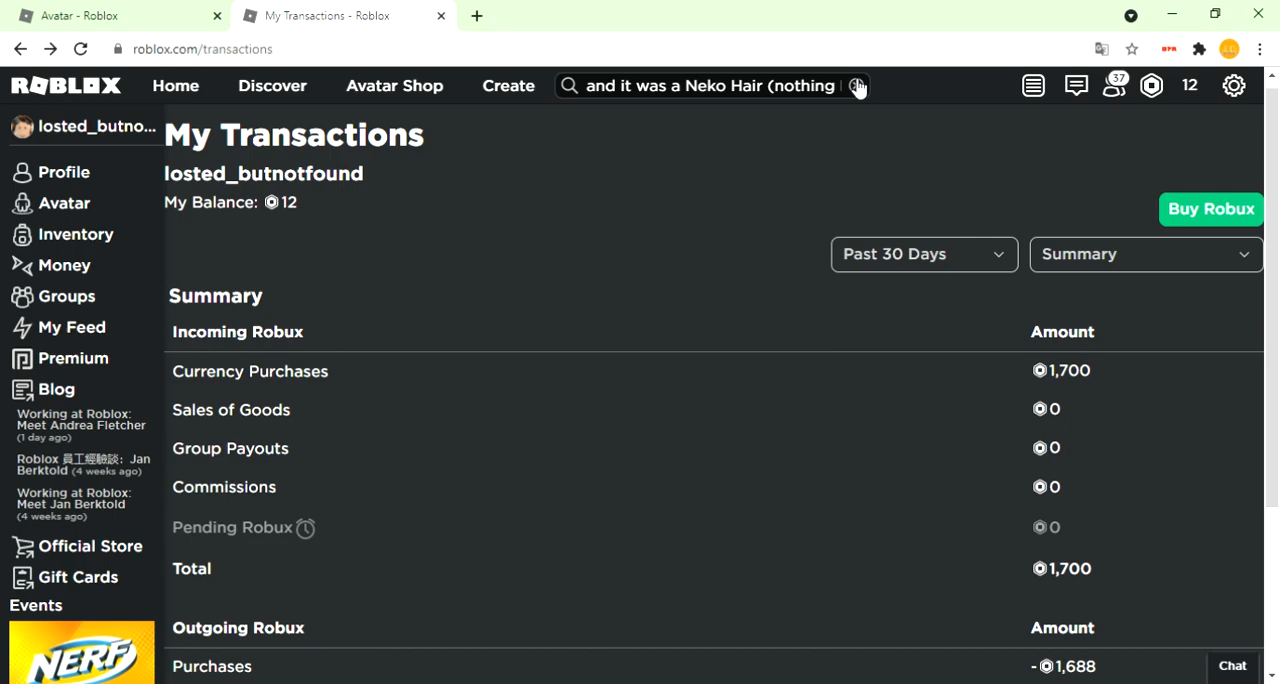 Avatar - Roblox
My Transactions - Roblox
roblox.com/transactions
ROBLOX Home Discover Avatar Shop Create and it was a Neko Hair (nothing 37 12
losted_butno...
My Transactions
losted_butnotfound
My Balance: 12
Buy Robux
Past 30 Days
Summary
Profile
Avatar
Inventory
Money
Groups
My Feed
Premium
Blog
Working at Roblox:
Meet Andrea Fletcher
(1 day ago)
Roblox 員工經驗談：Jan
Berktold (4 weeks ago)
Working at Roblox:
Meet Jan Berktold
(4 weeks ago)
Official Store
Gift Cards
Events
NERF
Summary
Incoming Robux Amount
Currency Purchases 1,700
Sales of Goods 0
Group Payouts 0
Commissions 0
Pending Robux 0
Total 1,700
Outgoing Robux Amount
Purchases -1,688
Chat